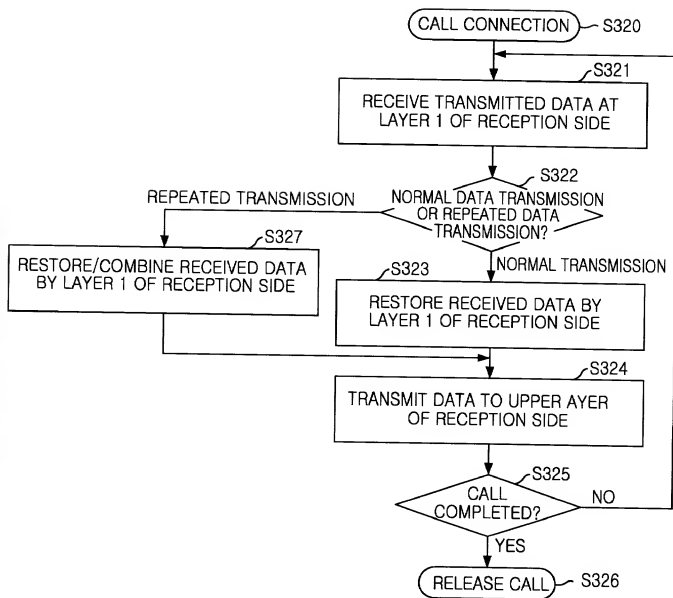 CALL CONNECTION
S320
S321
RECEIVE TRANSMITTED DATA AT
LAYER 1 OF RECEPTION SIDE
S322
REPEATED TRANSMISSION
NORMAL DATA TRANSMISSION
OR REPEATED DATA
TRANSMISSION?
S327
RESTORE/COMBINE RECEIVED DATA
BY LAYER 1 OF RECEPTION SIDE
NORMAL TRANSMISSION
S323
RESTORE RECEIVED DATA BY
LAYER 1 OF RECEPTION SIDE
S324
TRANSMIT DATA TO UPPER AYER
OF RECEPTION SIDE
S325
CALL
COMPLETED?
NO
YES
RELEASE CALL
S326